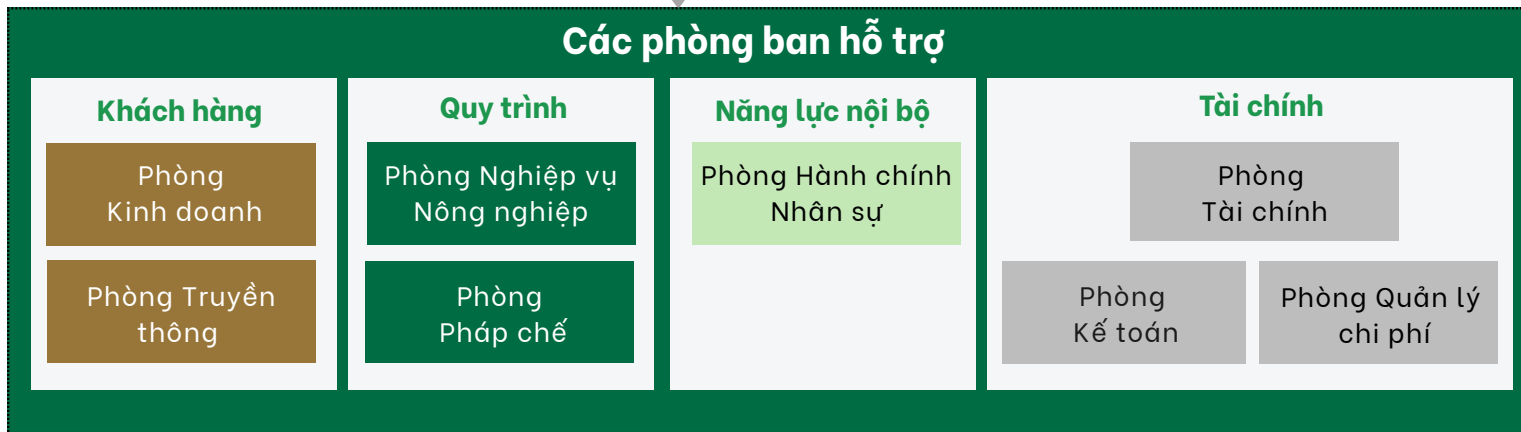 Các phòng ban hỗ trợ
Khách hàng
Phòng
Kinh doanh
Phòng Truyền
thông
Quy trình
Phòng Nghiệp vụ
Nông nghiệp
Phòng
Pháp chế
Năng lực nội bộ
Phòng Hành chính
Nhân sự
Tài chính
Phòng
Tài chính
Phòng
Kế toán
Phòng Quản lý
chi phí